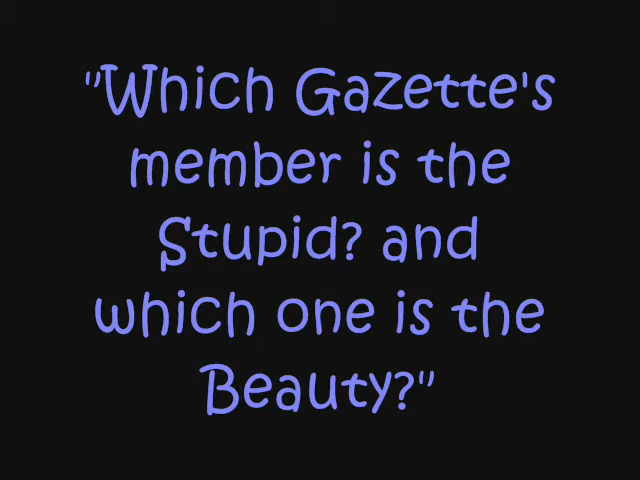 "Which Gazette's
member is the
Stupid? and
which one is the
Beauty?"